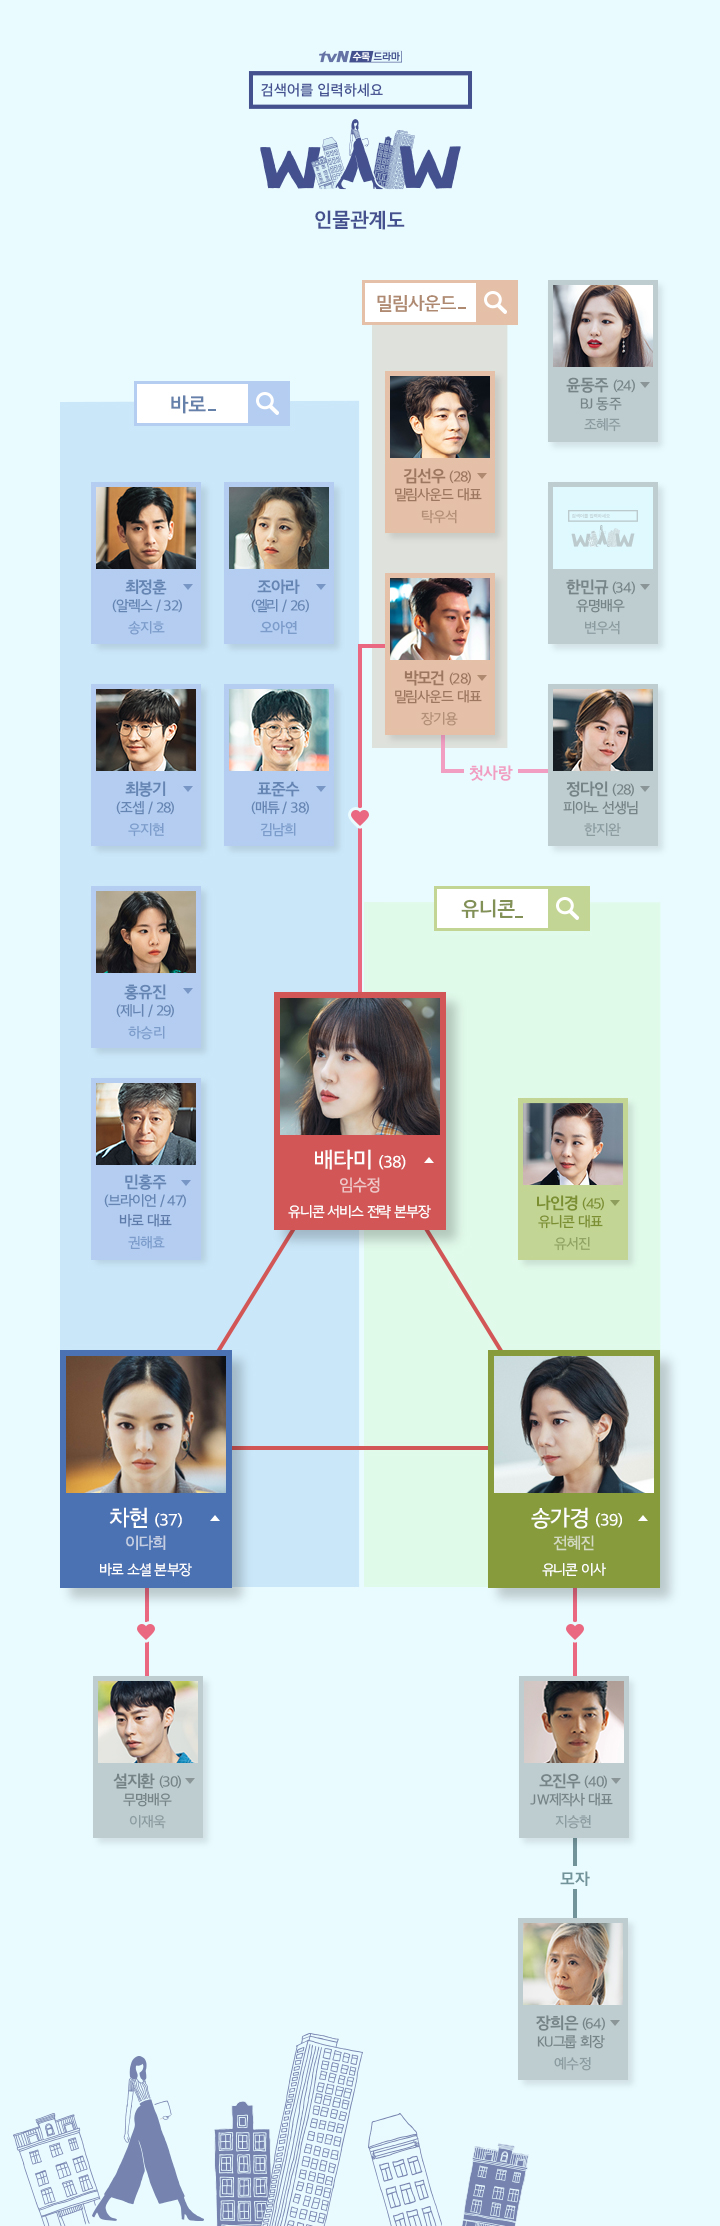 tvN 수목드라마
검색어를 입력하세요
WWW
인물관계도
밀림사운드_
윤동주 (24)
BJ 동주
조혜주
바로_
김선우 (28)
밀림사운드 대표
탁우석
최정훈
(알렉스 / 32)
송지호
조아라
(엘리 / 26)
오아연
한민규 (34)
유명배우
변우석
박모건 (28)
밀림사운드 대표
장기용
첫사랑
정다인 (28)
피아노 선생님
한지완
최봉기
(조셉 / 28)
우지현
표준수
(매튜 / 38)
김남희
유니콘_
홍유진
(제니 / 29)
하승리
배타미 (38)
임수정
유니콘 서비스 전략 본부장
민홍주
(브라이언 / 47)
바로 대표
권해효
나인경 (45)
유니콘 대표
유서진
차현 (37)
이다희
바로 소셜 본부장
송가경 (39)
전혜진
유니콘 이사
설지환 (30)
무명배우
이재욱
오진우 (40)
JW제작사 대표
지승현
모자
장희은 (64)
KU그룹 회장
예수정